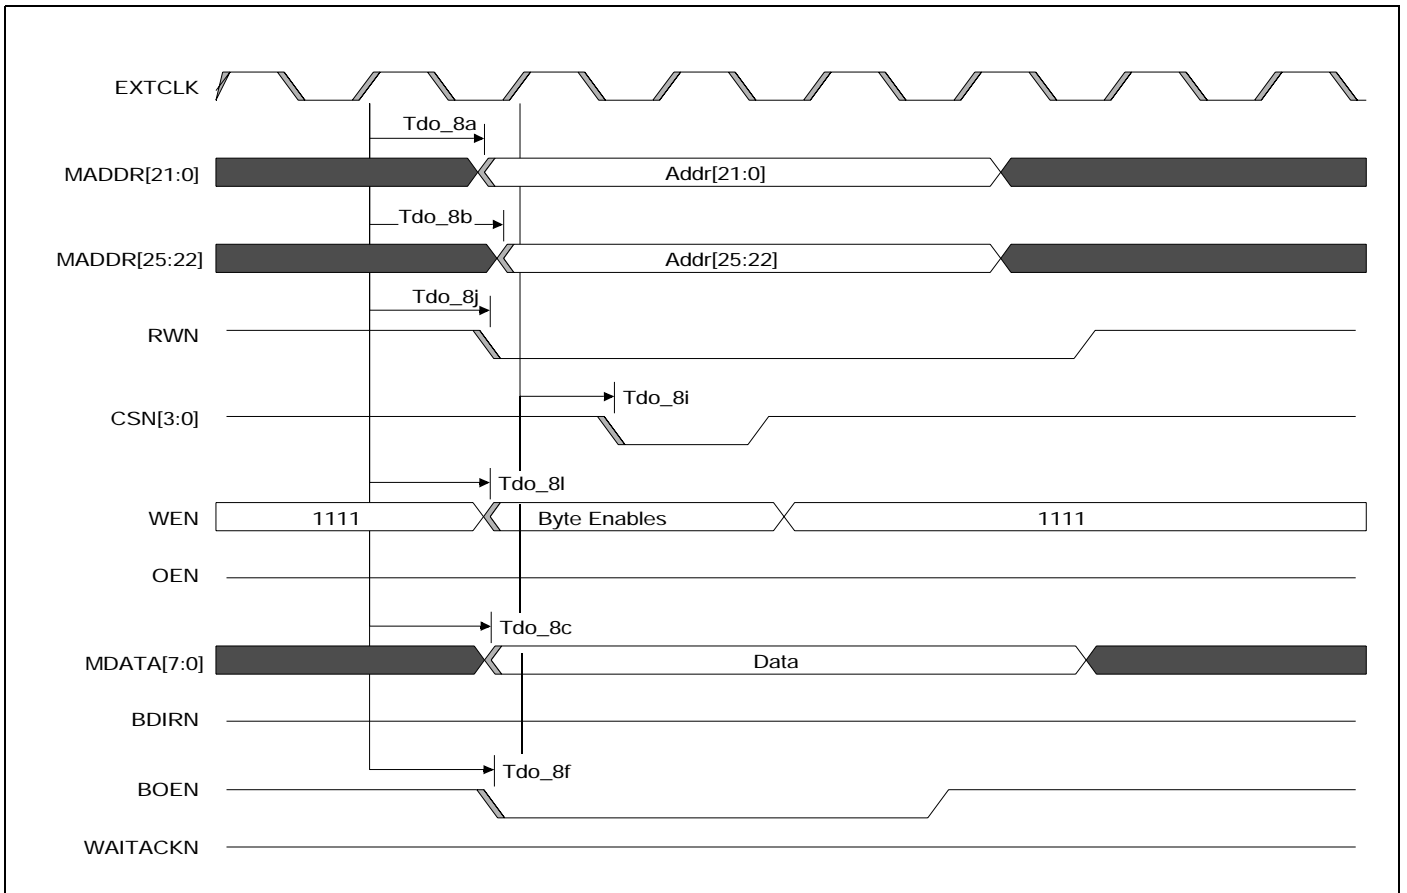 EXTCLK
Tdo_8a
MADDR[21:0]
Addr[21:0]
Tdo_8b
MADDR[25:22]
Addr[25:22]
Tdo_8j
RWN
Tdo_8i
CSN[3:0]
Tdo_8l
WEN
1111
Byte Enables
1111
OEN
Tdo_8c
MDATA[7:0]
Data
BDIRN
Tdo_8f
BOEN
WAITACKN